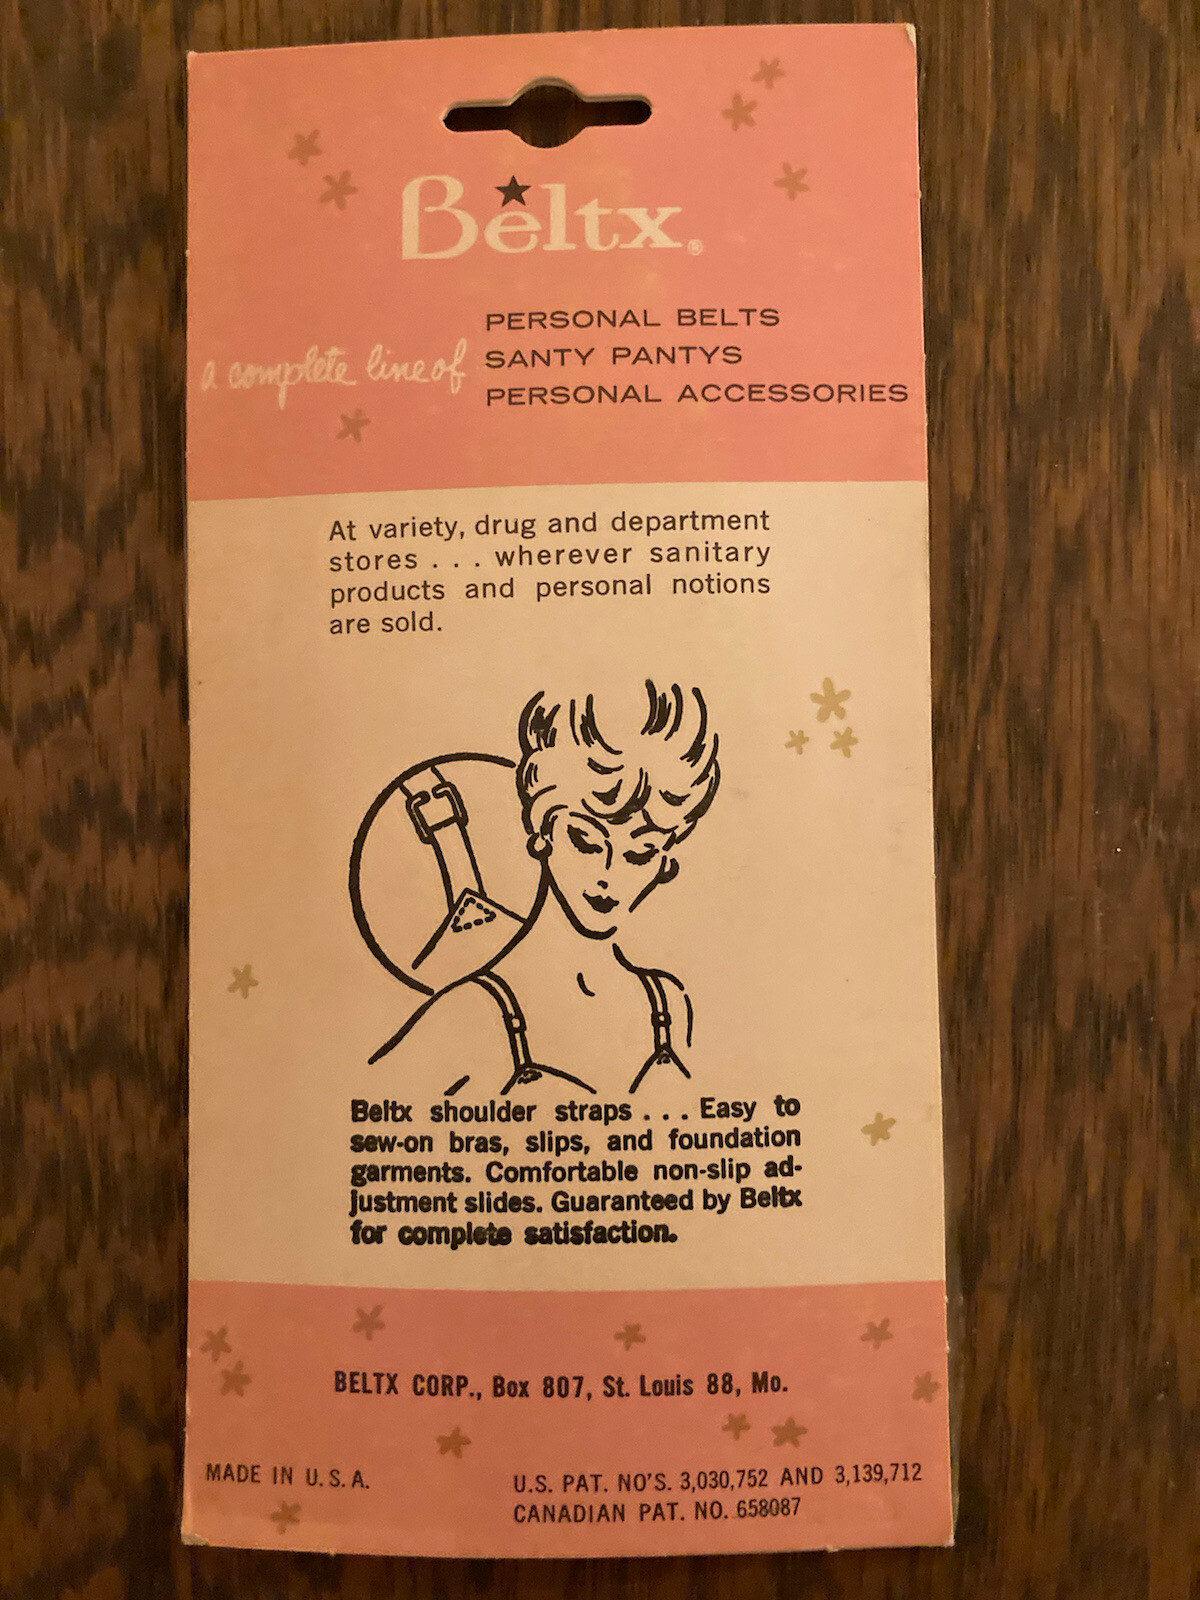 Beltx®
a complete line of
PERSONAL BELTS
SANTY PANTYS
PERSONAL ACCESSORIES
At variety, drug and department
stores . . . wherever sanitary
products and personal notions
are sold.
Beltx shoulder straps . . . Easy to
sew-on bras, slips, and foundation
garments. Comfortable non-slip ad-
justment slides. Guaranteed by Beltx
for complete satisfaction.
BELTX CORP., Box 807, St. Louis 88, Mo.
MADE IN U.S.A.
U.S. PAT. NO'S. 3,030,752 AND 3,139,712
CANADIAN PAT. NO. 658087